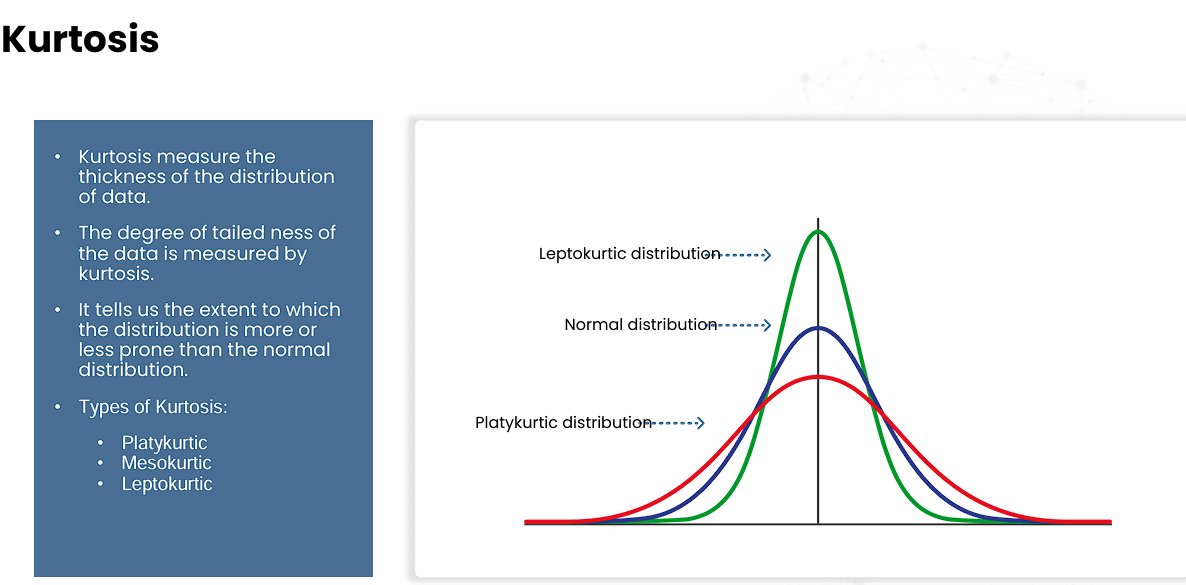 Kurtosis
• Kurtosis measure the
thickness of the distribution
of data.
• The degree of tailed ness of
the data is measured by
kurtosis.
• It tells us the extent to which
the distribution is more or
less prone than the normal
distribution.
• Types of Kurtosis:
• Platykurtic
• Mesokurtic
• Leptokurtic
Leptokurtic distribution
Normal distribution
Platykurtic distribution